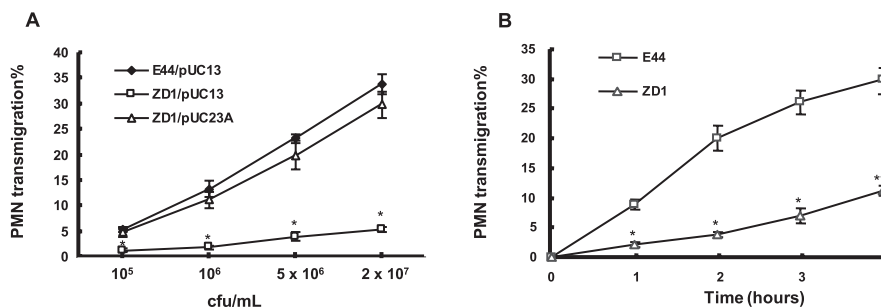 A
PMN transmigration%
40
35
30
25
20
15
10
5
0
E44/pUC13
ZD1/pUC13
ZD1/pUC23A
*
*
*
*
10⁵
10⁶
5 x 10⁶
2 x 10⁷
cfu/mL
B
PMN transmigration%
35
30
25
20
15
10
5
0
E44
ZD1
*
*
*
*
0
1
2
3
Time (hours)